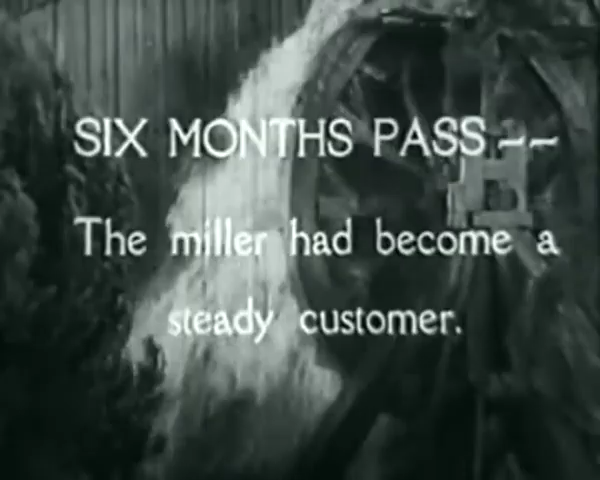 SIX MONTHS PASS~~
The miller had become a
steady customer.